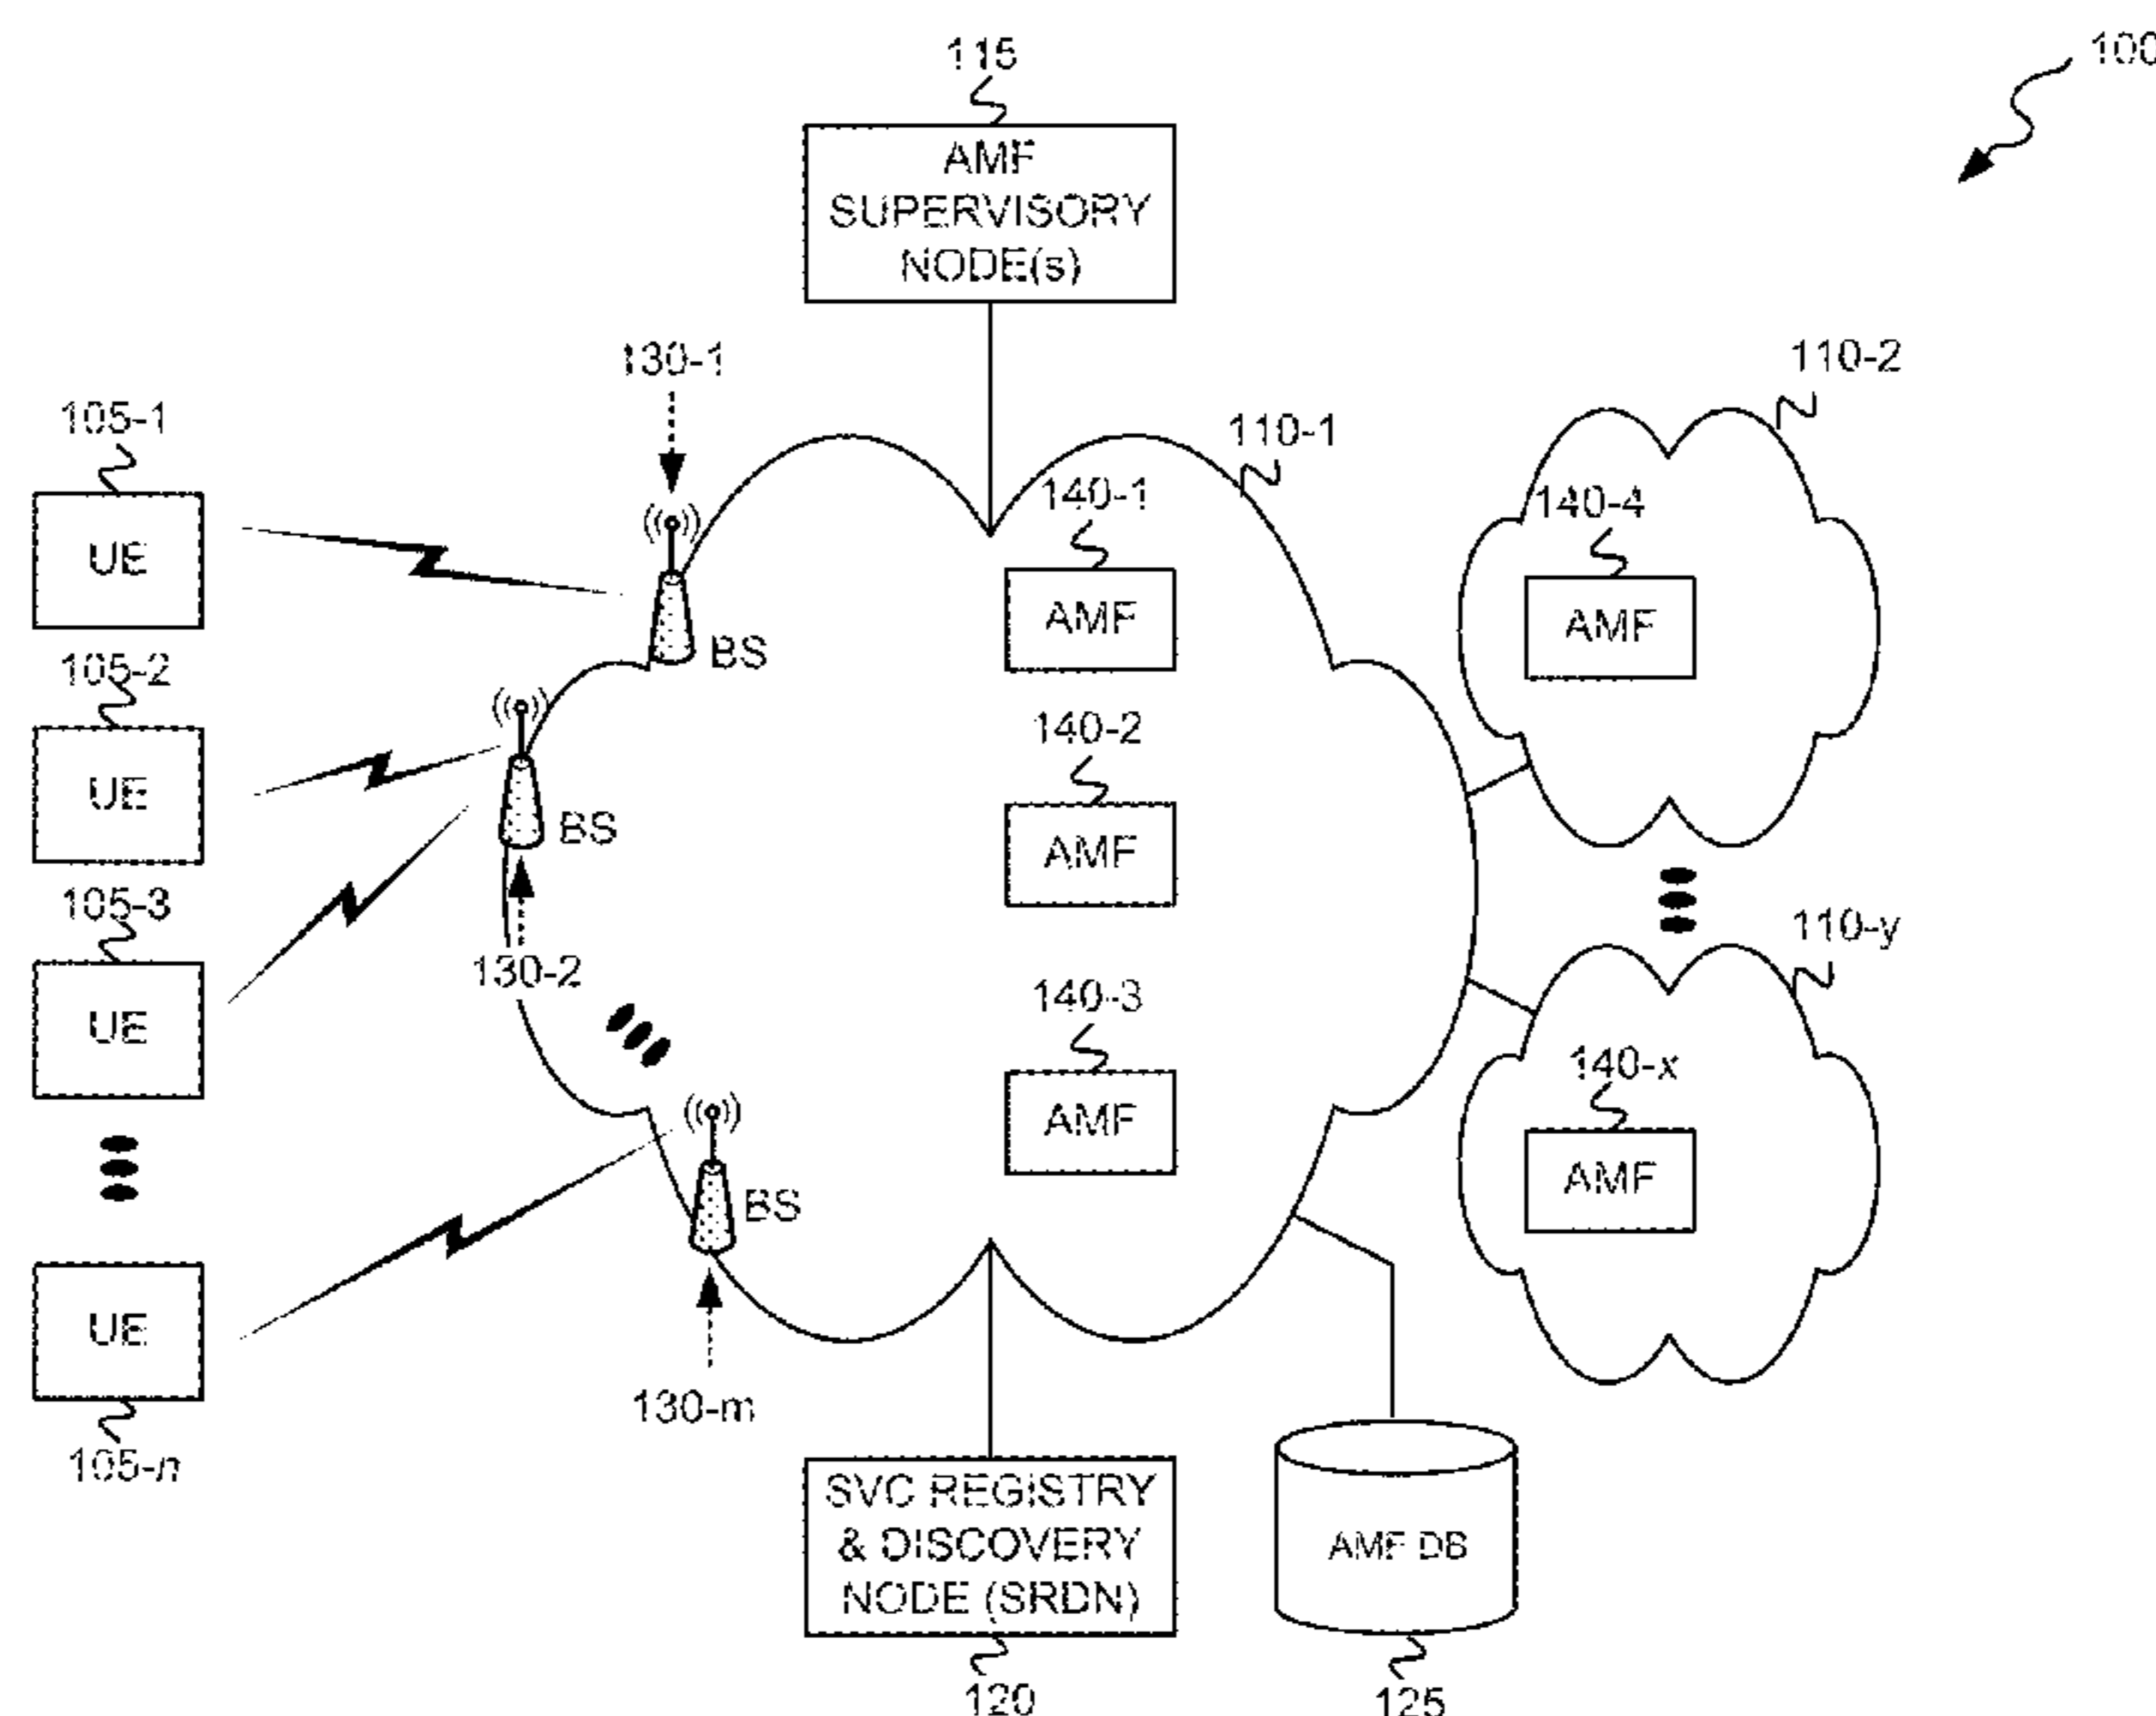 100
115
AMF
SUPERVISORY
NODE(s)
130-1
110-2
105-1
110-1
UE
140-1
140-4
AMF
AMF
BS
105-2
140-2
UE
BS
AMF
105-3
110-y
130-2
140-3
UE
140-x
AMF
AMF
BS
UE
130-m
105-n
SVC REGISTRY
& DISCOVERY
NODE (SRDN)
AMF DB
120
125